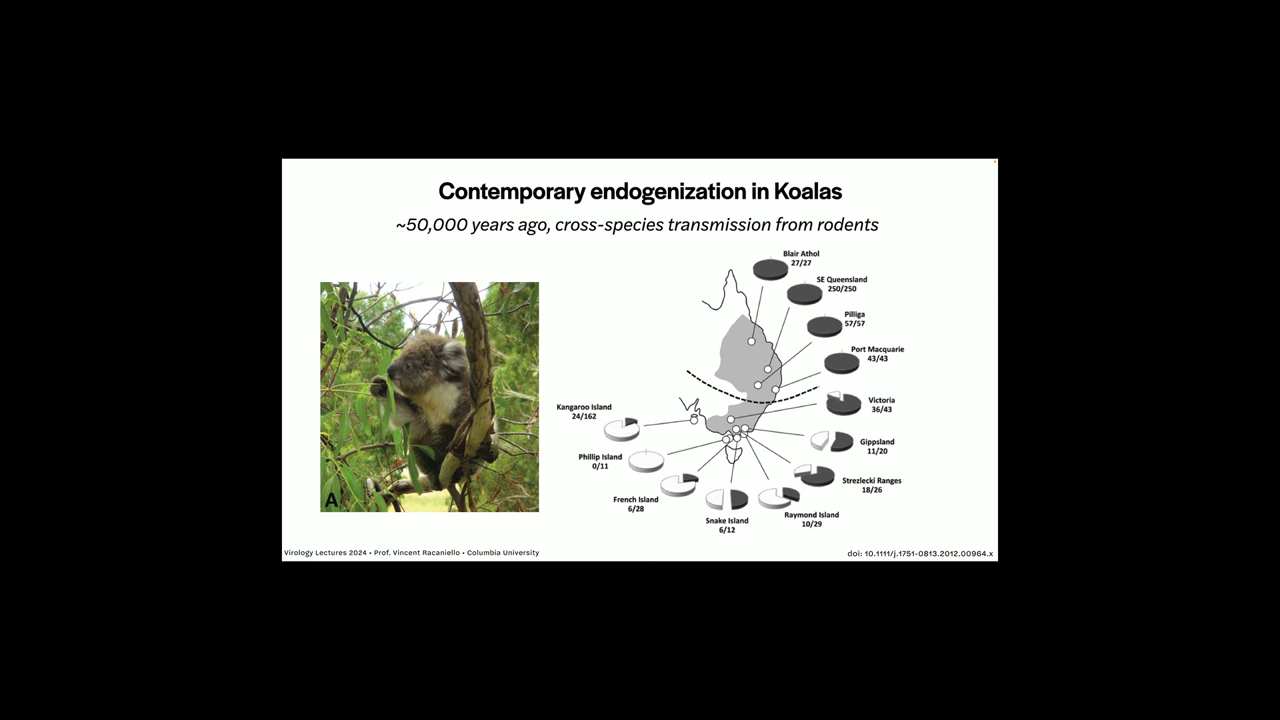 Contemporary endogenization in Koalas
~50,000 years ago, cross-species transmission from rodents
Blair Athol
27/27
SE Queensland
250/250
Pilliga
57/57
Port Macquarie
43/43
Victoria
36/43
Gippsland
11/20
Strezlecki Ranges
18/26
Raymond Island
10/29
Snake Island
6/12
French Island
6/28
Phillip Island
0/11
Kangaroo Island
24/162
A
Virology Lectures 2024 • Prof. Vincent Racaniello • Columbia University
doi: 10.1111/j.1751-0813.2012.00964.x